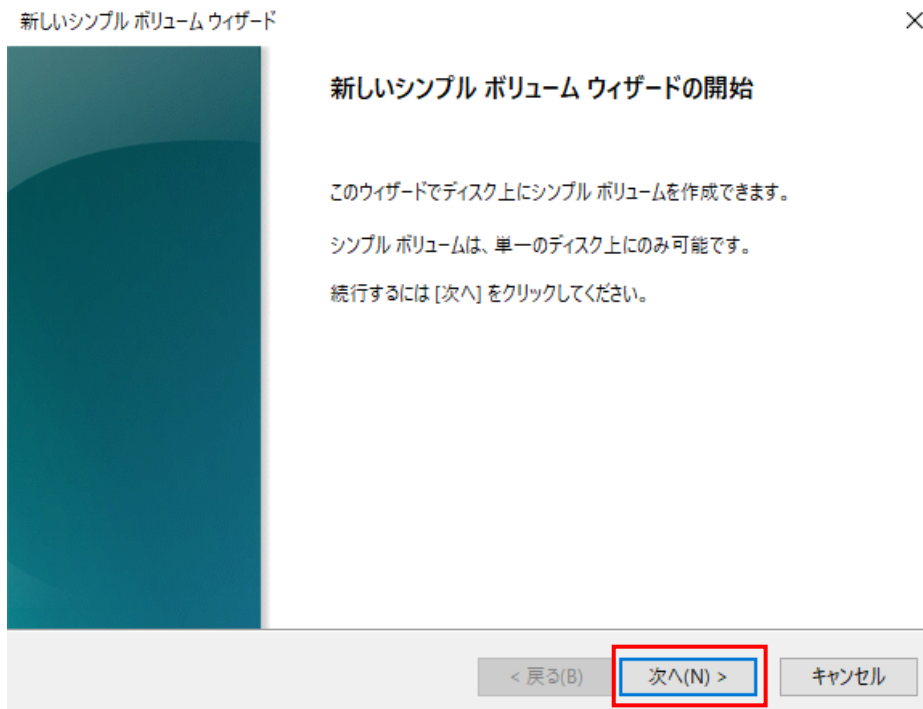 新しいシンプル ボリューム ウィザード
新しいシンプル ボリューム ウィザードの開始
このウィザードでディスク上にシンプル ボリュームを作成できます。
シンプル ボリュームは、単一のディスク上にのみ可能です。
続行するには [次へ] をクリックしてください。
< 戻る(B) 次へ(N) > キャンセル